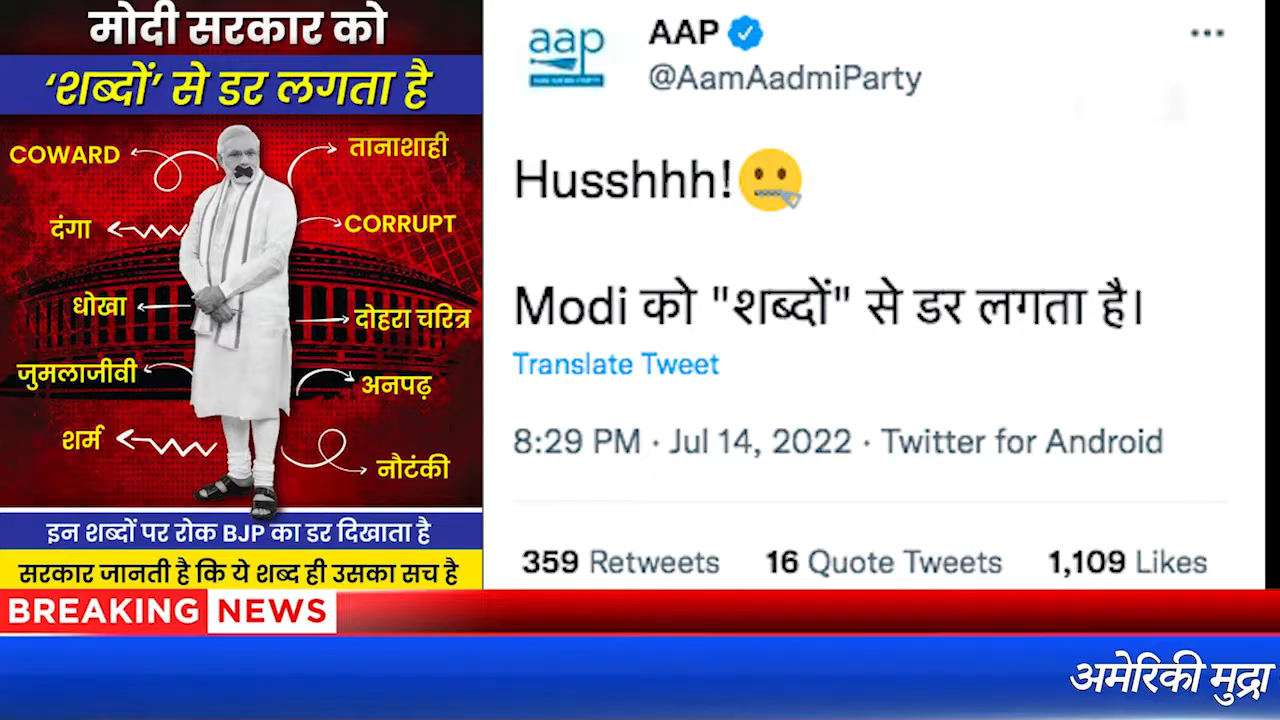 मोदी सरकार को
'शब्दों' से डर लगता है
COWARD
तानाशाही
दंगा
CORRUPT
धोखा
दोहरा चरित्र
जुमलाजीवी
अनपढ़
शर्म
नौटंकी
इन शब्दों पर रोक BJP का डर दिखाता है
सरकार जानती है कि ये शब्द ही उसका सच है
aap
AAP
@AamAadmiParty
Husshhh!🤐
Modi को "शब्दों" से डर लगता है।
Translate Tweet
8:29 PM · Jul 14, 2022 · Twitter for Android
359 Retweets 16 Quote Tweets 1,109 Likes
BREAKING NEWS
अमेरिकी मुद्रा